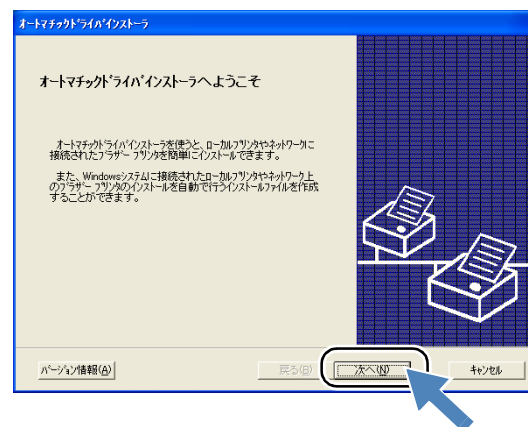 オートマチックドライバインストーラ
オートマチックドライバインストーラへようこそ
オートマチックドライバインストーラを使うと、ローカルプリンタやネットワークに
接続されたブラザー プリンタを簡単にインストールできます。
また、Windowsシステムに接続されたローカルプリンタやネットワーク上
のブラザー プリンタのインストールを自動で行うインストールファイルを作成
することができます。
バージョン情報(A)
戻る(B)
次へ(N)
キャンセル